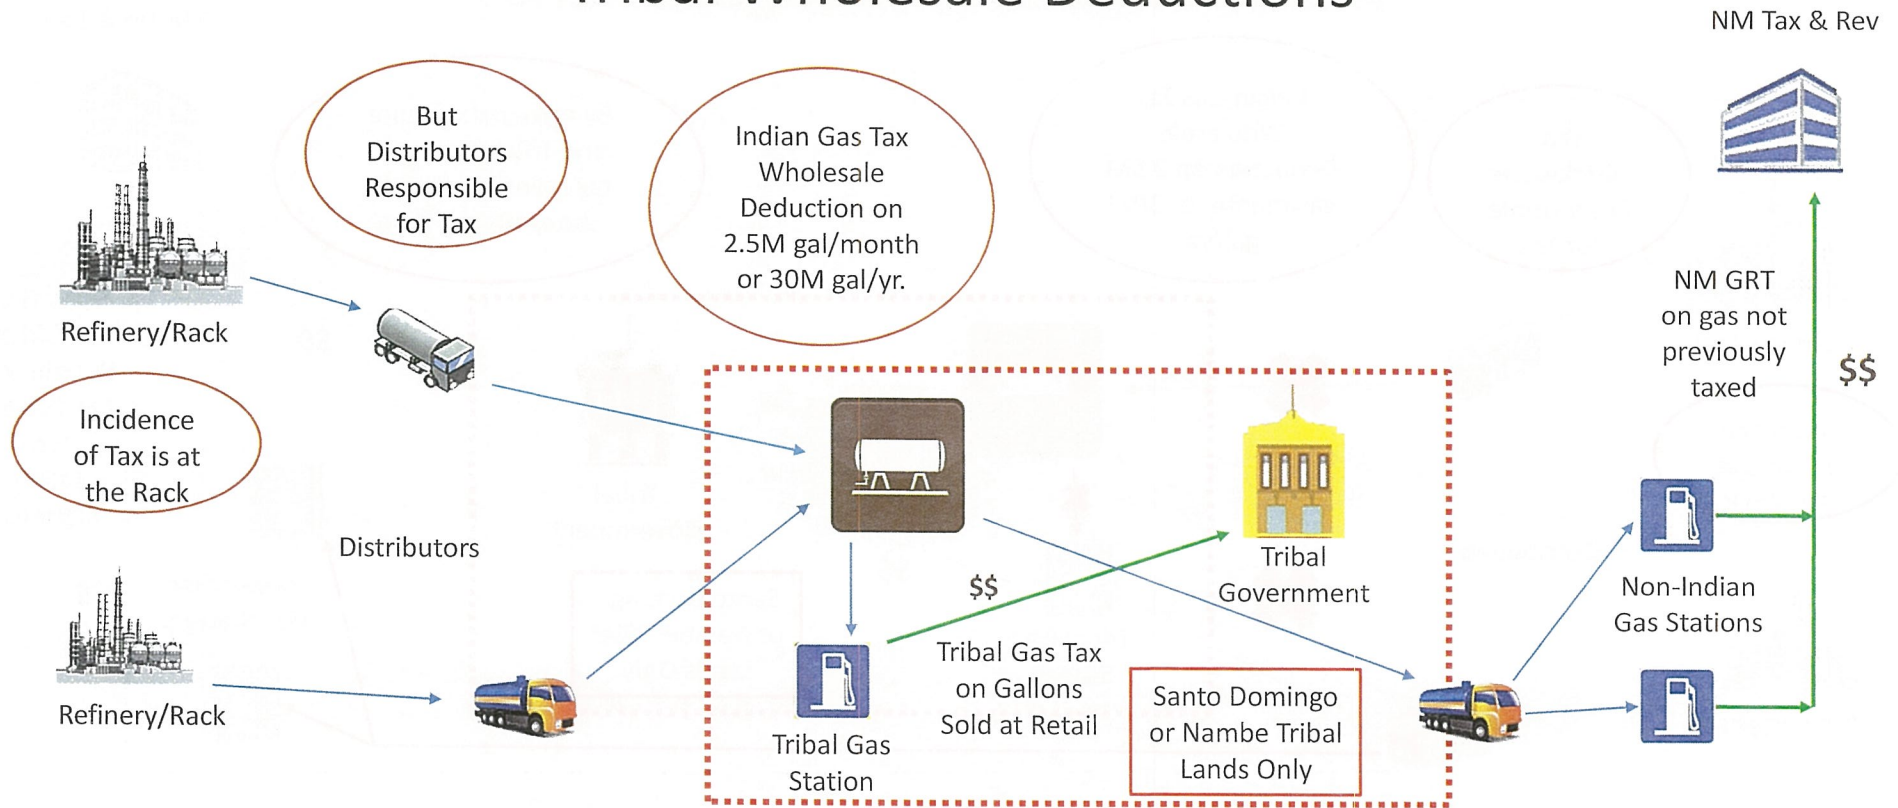 Tribal Wholesale Deductions
NM Tax & Rev
But
Distributors
Responsible
for Tax
Indian Gas Tax
Wholesale
Deduction on
2.5M gal/month
or 30M gal/yr.
Refinery/Rack
NM GRT
on gas not
previously
taxed
$$
Incidence
of Tax is at
the Rack
Distributors
Tribal
Government
$$
Non-Indian
Gas Stations
Refinery/Rack
Tribal Gas
Station
Tribal Gas Tax
on Gallons
Sold at Retail
Santo Domingo
or Nambe Tribal
Lands Only